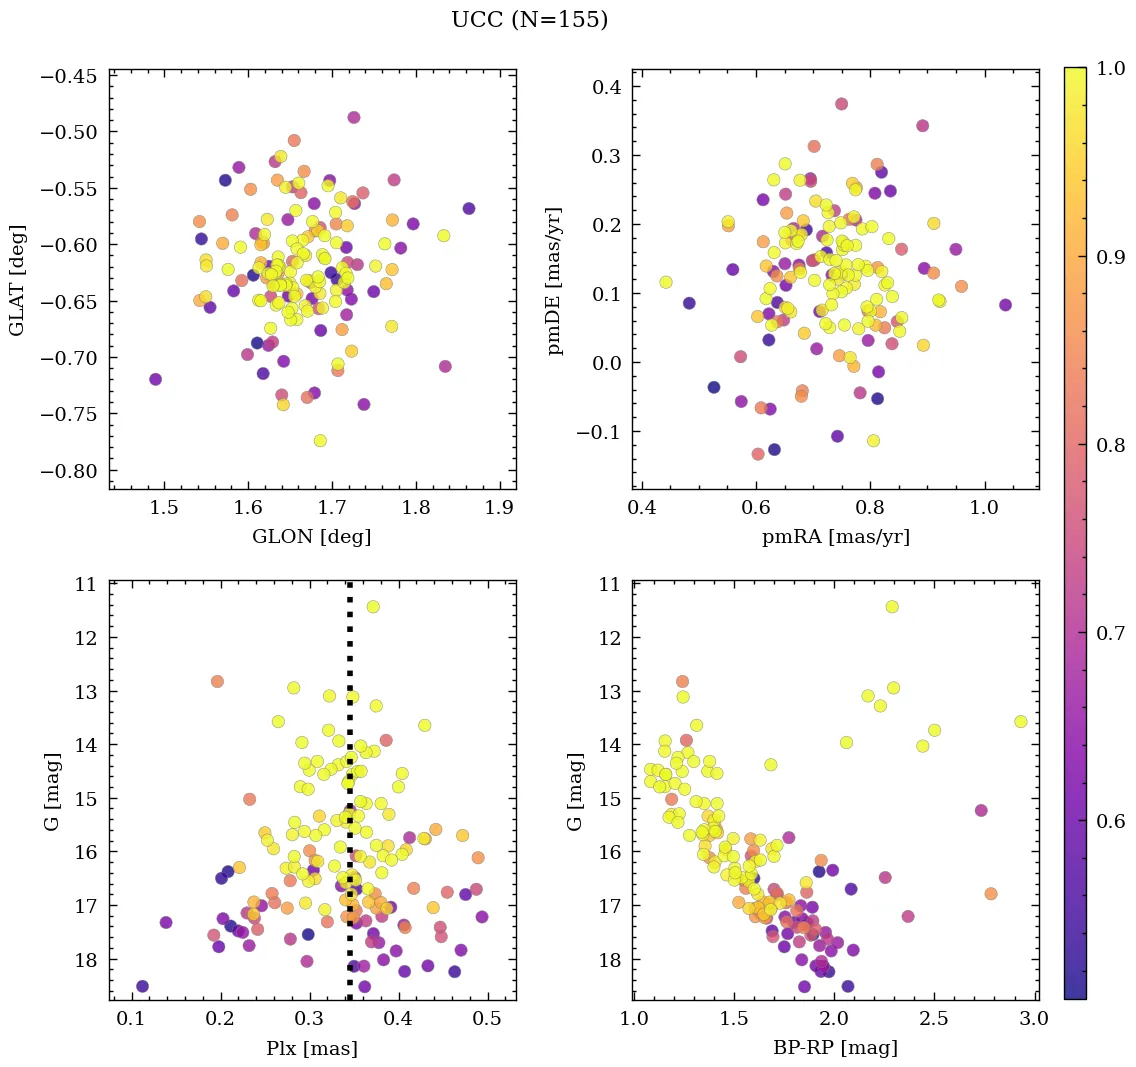 UCC (N=155)
−0.45
−0.50
−0.55
−0.60
−0.65
−0.70
−0.75
−0.80
GLAT [deg]
1.5 1.6 1.7 1.8 1.9
GLON [deg]
0.4
0.3
0.2
0.1
0.0
−0.1
pmDE [mas/yr]
0.4 0.6 0.8 1.0
pmRA [mas/yr]
1.0
0.9
0.8
0.7
0.6
11
12
13
14
15
16
17
18
G [mag]
0.1 0.2 0.3 0.4 0.5
Plx [mas]
11
12
13
14
15
16
17
18
G [mag]
1.0 1.5 2.0 2.5 3.0
BP-RP [mag]